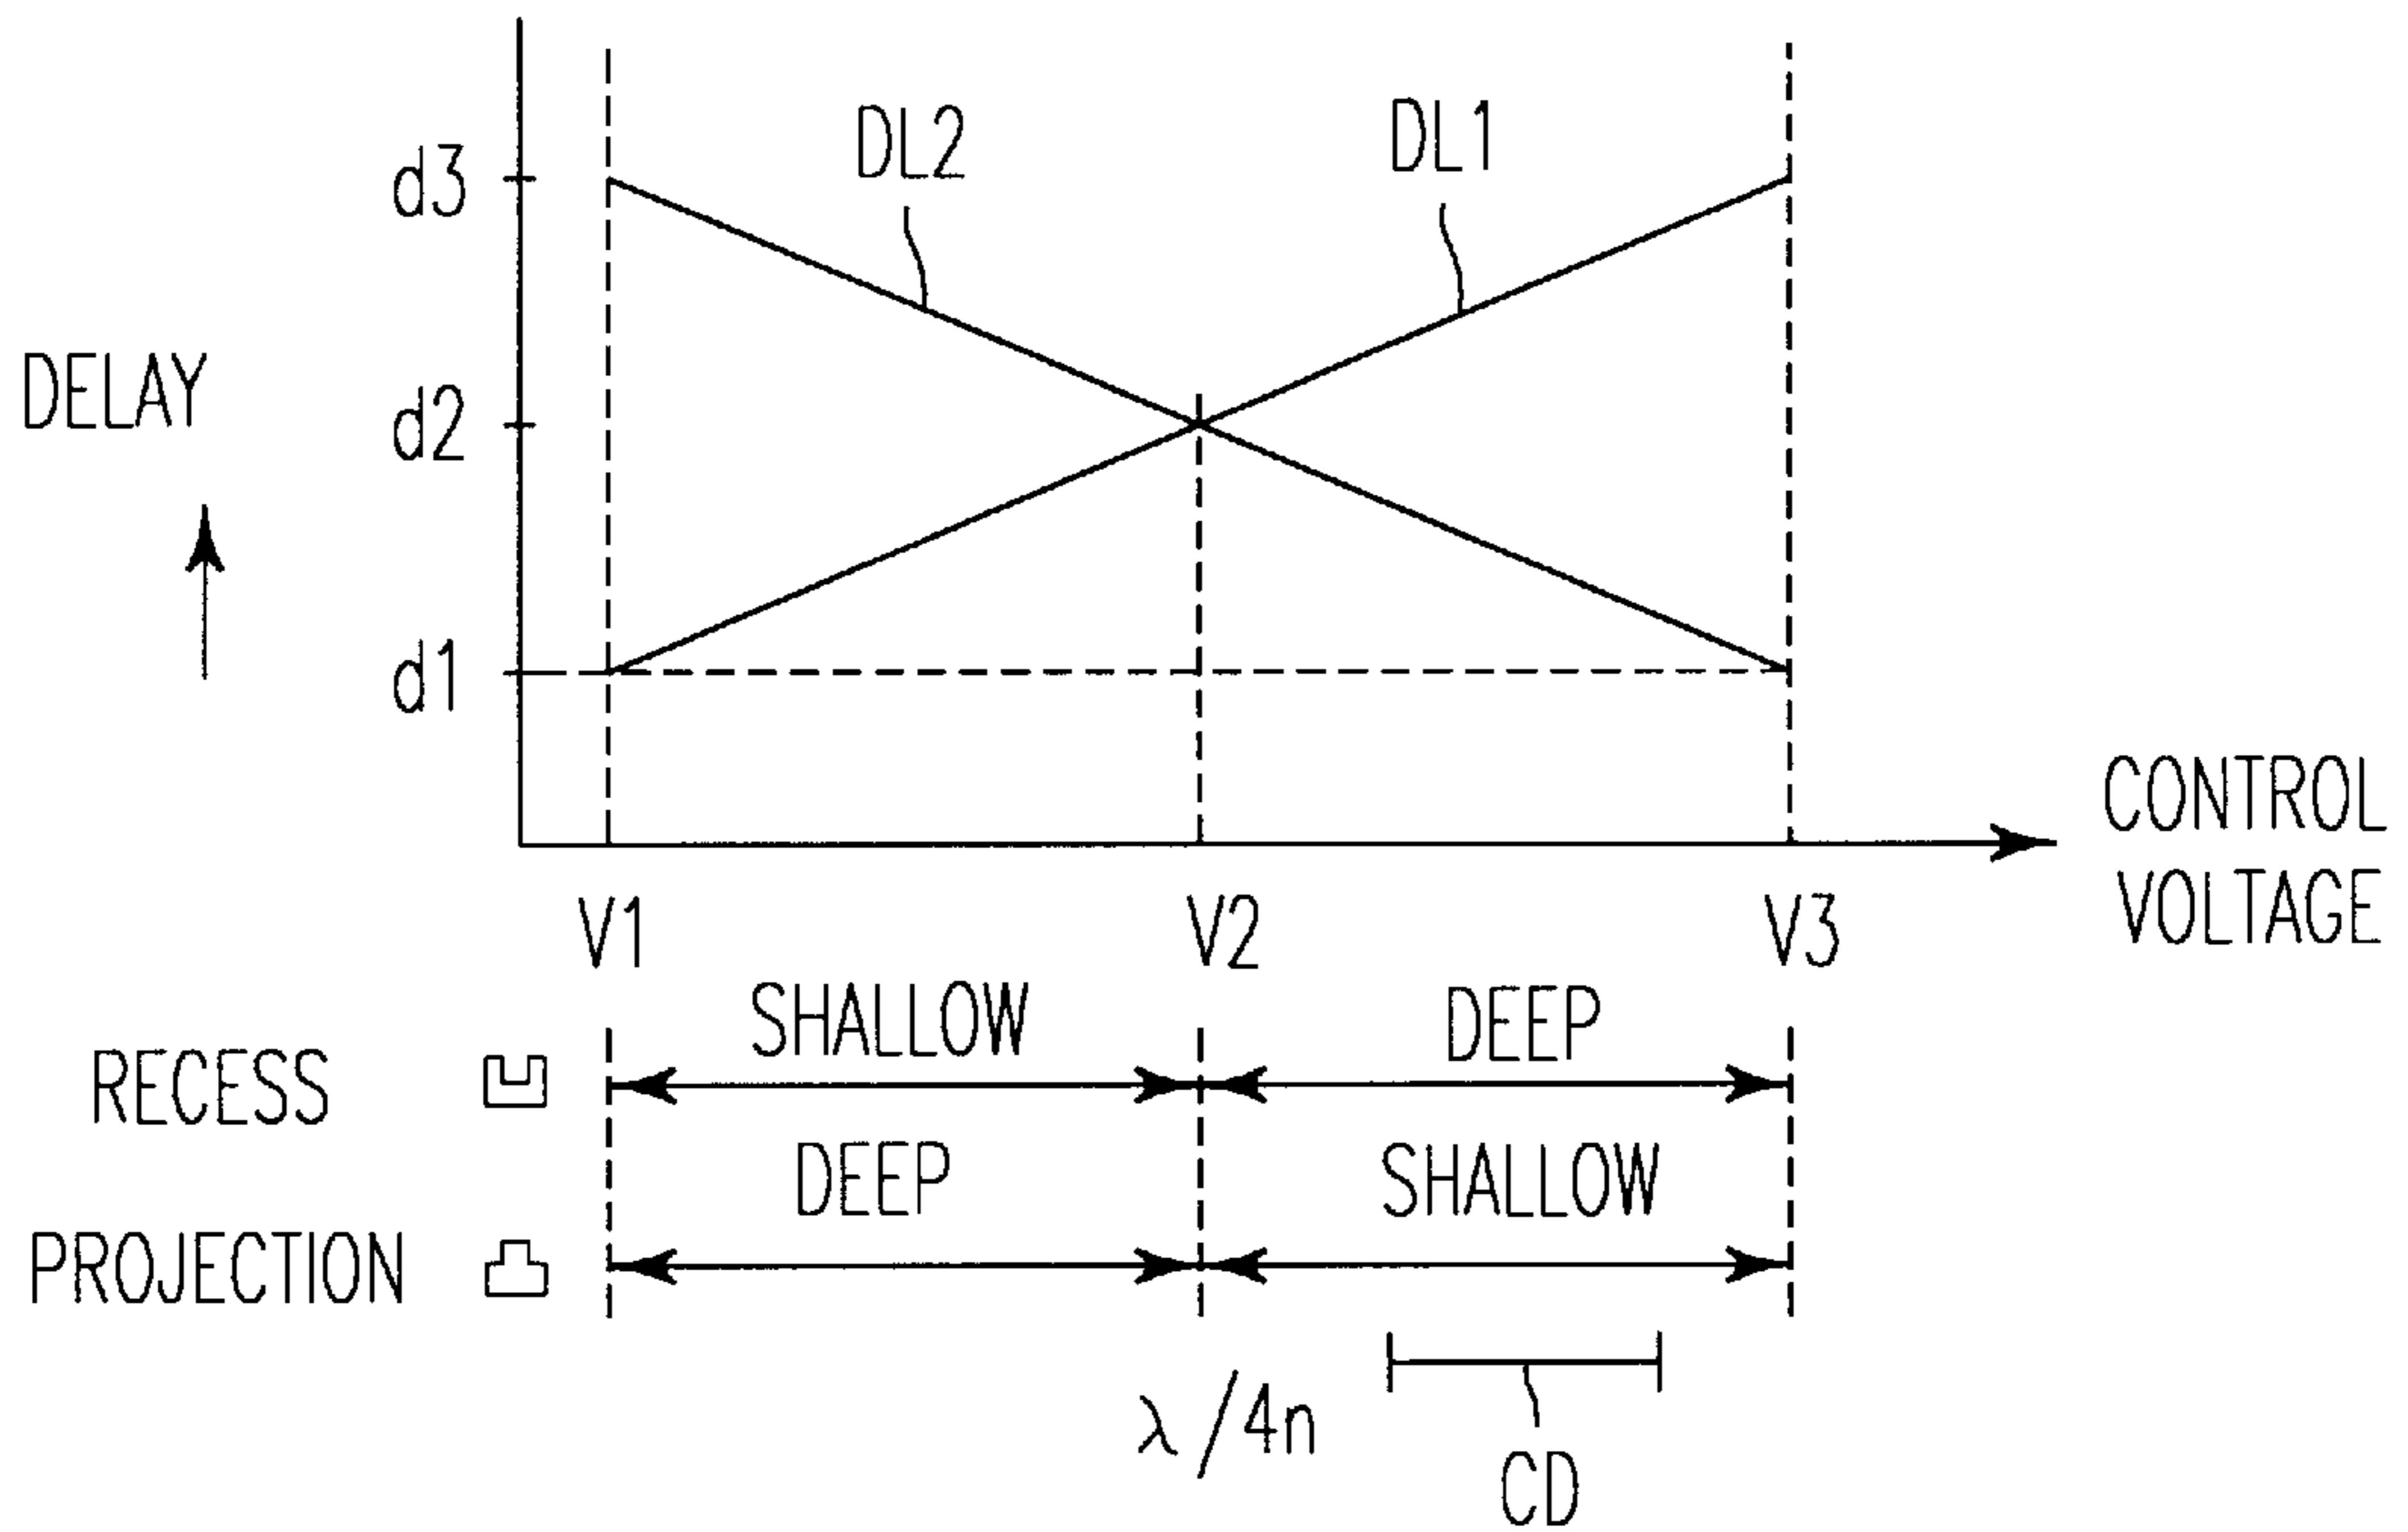 DL2
DL1
d3
DELAY
d2
d1
CONTROL
VOLTAGE
V1
V2
V3
SHALLOW
DEEP
RECESS
DEEP
SHALLOW
PROJECTION
λ/4n
CD